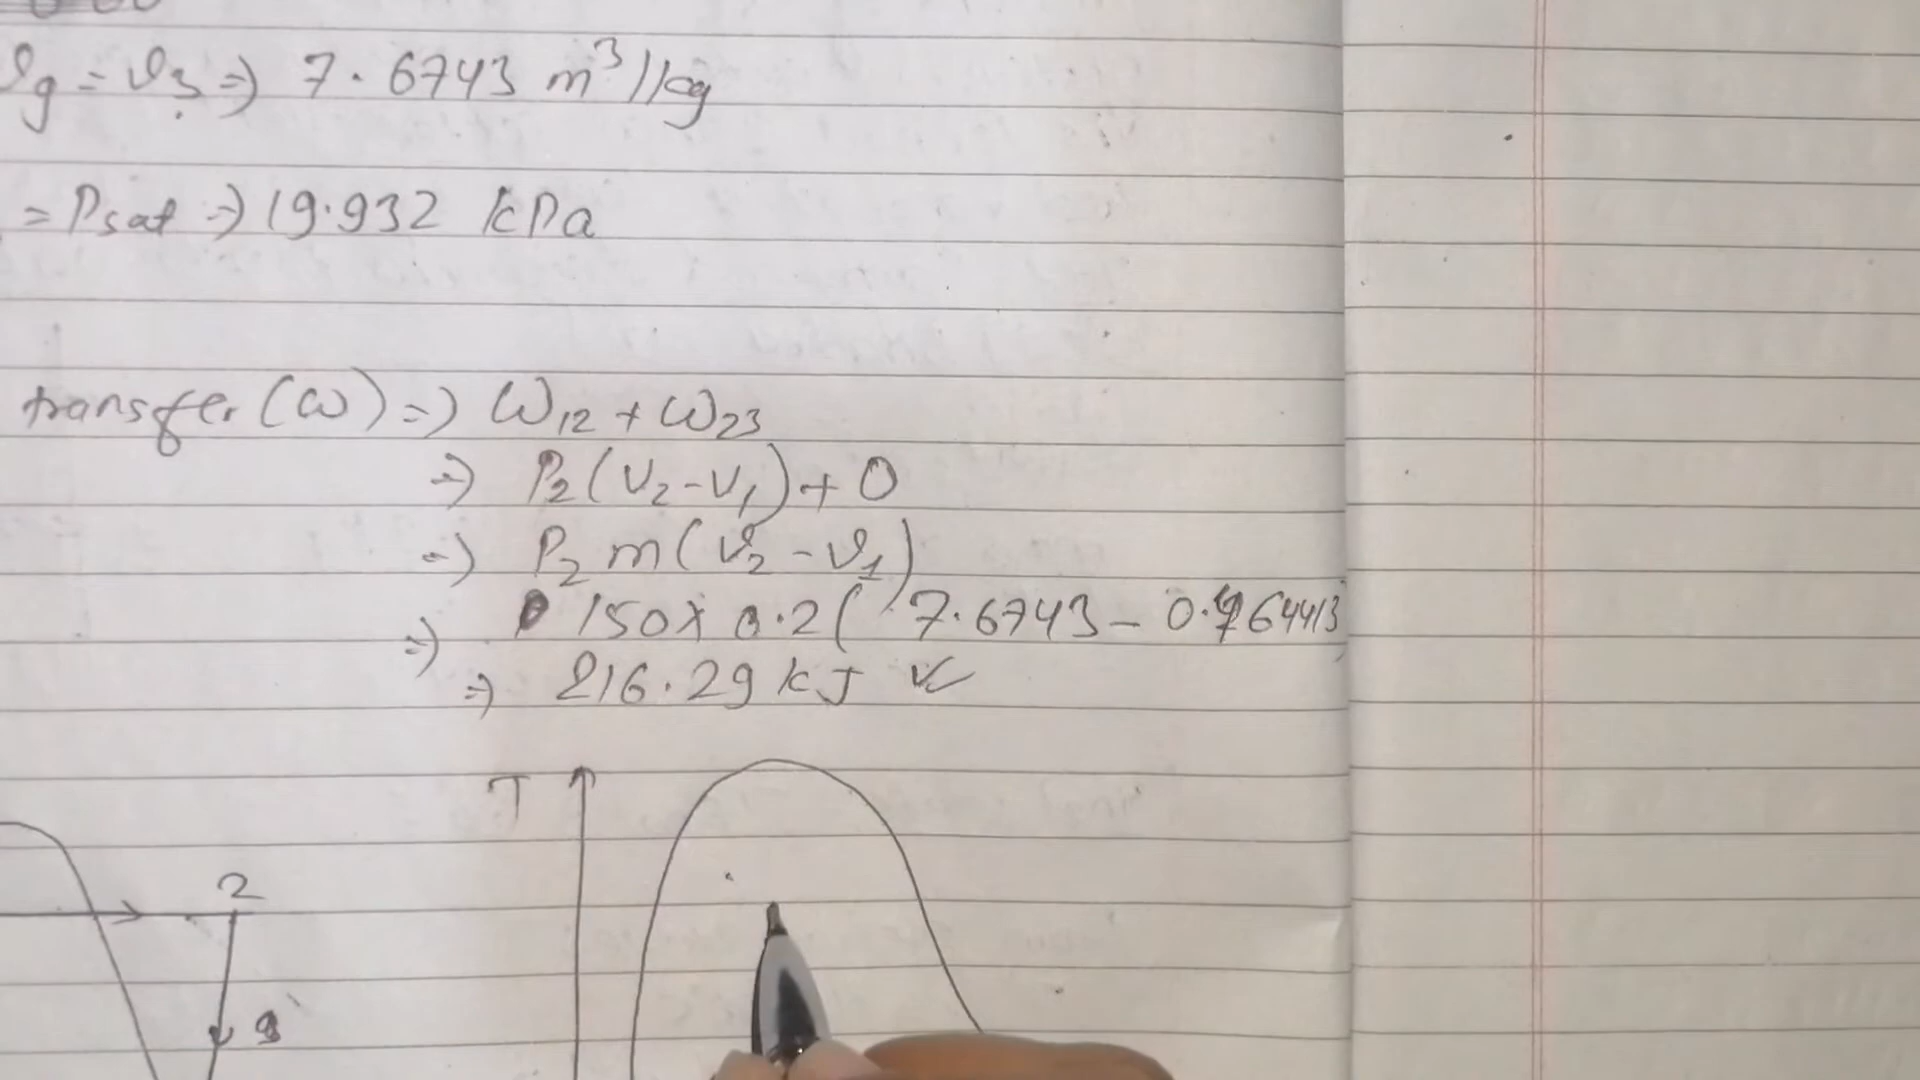 𝑣g = 𝑣3 => 7.6743 m³/kg
= Psat => 19.932 kPa
transfer (W) => W12 + W23
=> P2 (V2 - V1) + 0
=> P2 m (𝑣2 - 𝑣1)
=> 150 x 0.2 ( 7.6743 - 0.464413
=> 216.29 kJ
T
2
3